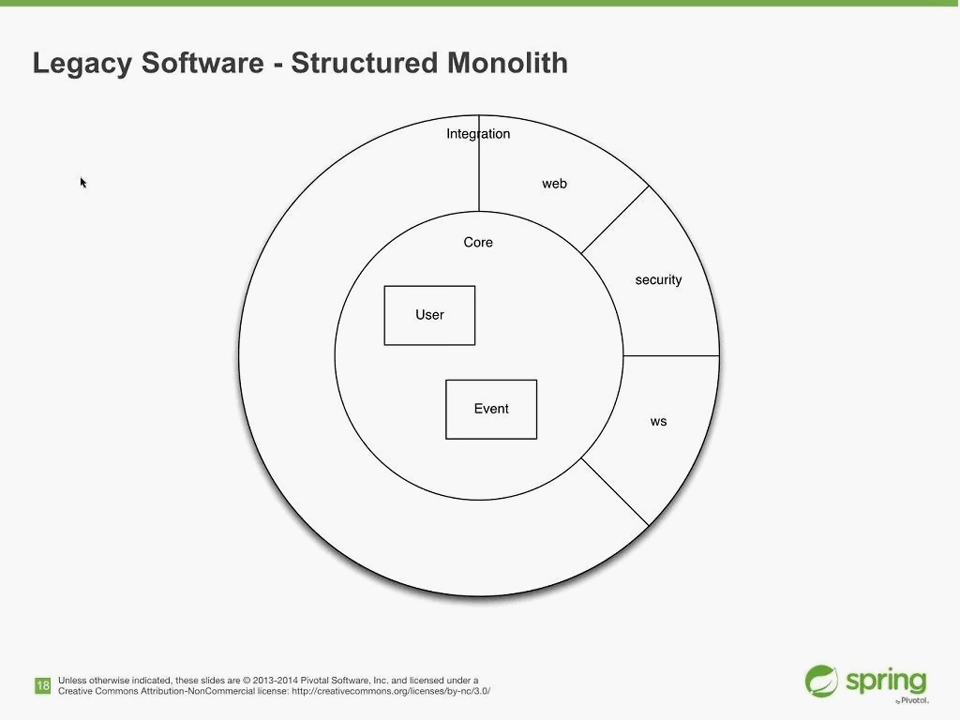 Legacy Software - Structured Monolith
Integration
web
Core
security
User
Event
ws
18
Unless otherwise indicated, these slides are © 2013-2014 Pivotal Software, Inc. and licensed under a
Creative Commons Attribution-NonCommercial license: http://creativecommons.org/licenses/by-nc/3.0/
spring
by Pivotal.